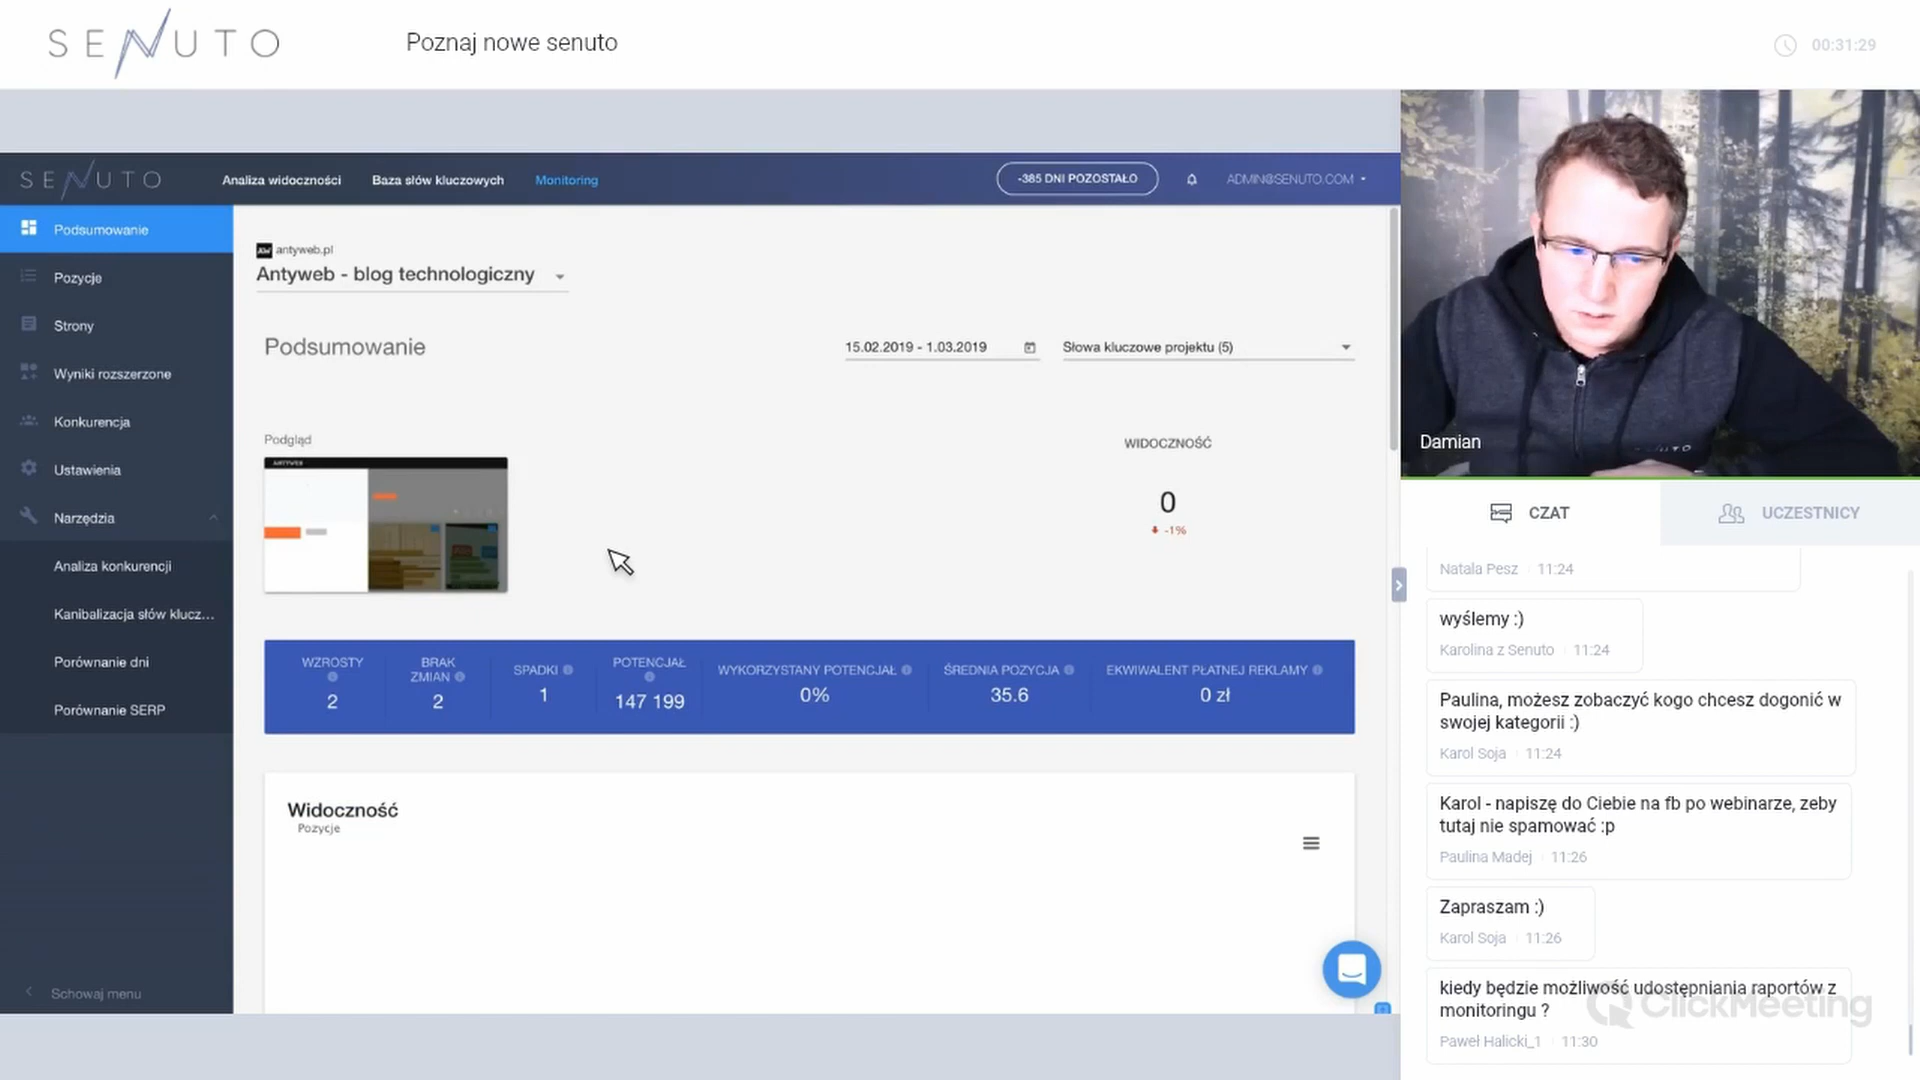 SENUTO
Poznaj nowe senuto
00:31:29
SENUTO
Analiza widoczności
Baza słów kluczowych
Monitoring
-385 DNI POZOSTAŁO
ADMIN@SENUTO.COM
Podsumowanie
Pozycje
Strony
Wyniki rozszerzone
Konkurencja
Ustawienia
Narzędzia
Analiza konkurencji
Kanibalizacja słów klucz...
Porównanie dni
Porównanie SERP
Schowaj menu
antyweb.pl
Antyweb - blog technologiczny
Podsumowanie
15.02.2019 - 1.03.2019
Słowa kluczowe projektu (5)
Podgląd
ANTYWEB
WIDOCZNOŚĆ
0
-1%
WZROSTY
2
BRAK
ZMIAN
2
SPADKI
1
POTENCJAŁ
147 199
WYKORZYSTANY POTENCJAŁ
0%
ŚREDNIA POZYCJA
35.6
EKWIWALENT PŁATNEJ REKLAMY
0 zł
Widoczność
Pozycje
Damian
CZAT
UCZESTNICY
Natala Pesz 11:24
wyślemy :)
Karolina z Senuto 11:24
Paulina, możesz zobaczyć kogo chcesz dogonić w
swojej kategorii :)
Karol Soja 11:24
Karol - napiszę do Ciebie na fb po webinarze, zeby
tutaj nie spamować :p
Paulina Madej 11:26
Zapraszam :)
Karol Soja 11:26
kiedy będzie możliwość udostępniania raportów z
monitoringu ?
Paweł Halicki_1 11:30
ClickMeeting